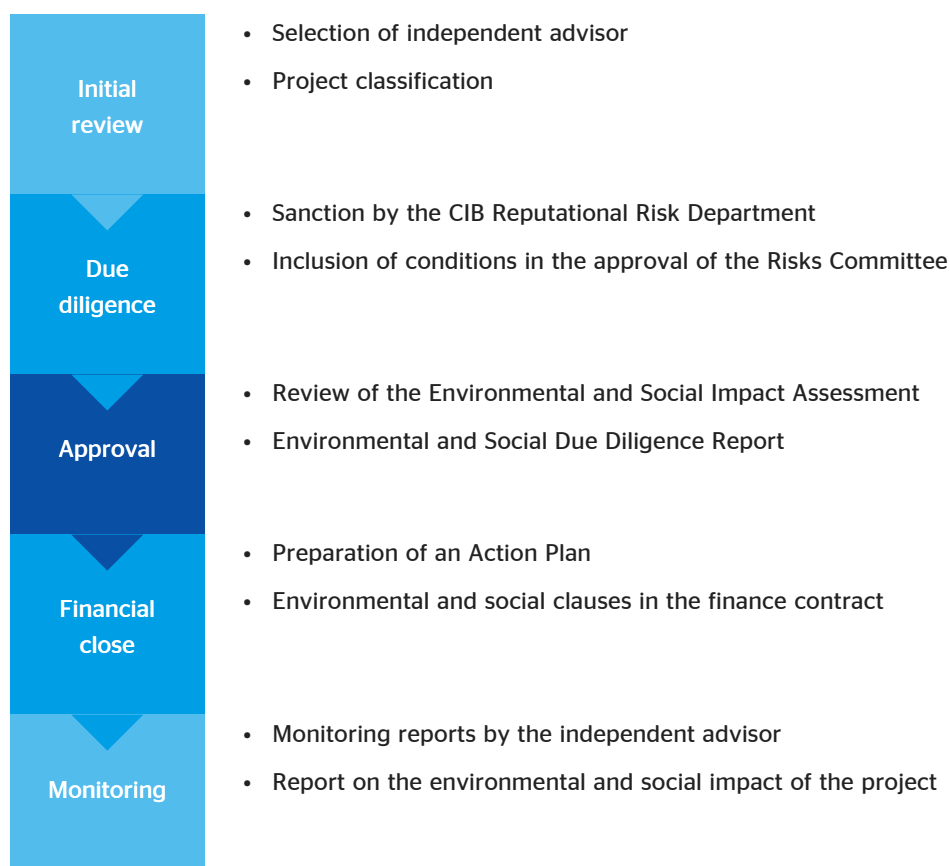 Initial
review
• Selection of independent advisor
• Project classification
Due
diligence
• Sanction by the CIB Reputational Risk Department
• Inclusion of conditions in the approval of the Risks Committee
Approval
• Review of the Environmental and Social Impact Assessment
• Environmental and Social Due Diligence Report
Financial
close
• Preparation of an Action Plan
• Environmental and social clauses in the finance contract
Monitoring
• Monitoring reports by the independent advisor
• Report on the environmental and social impact of the project